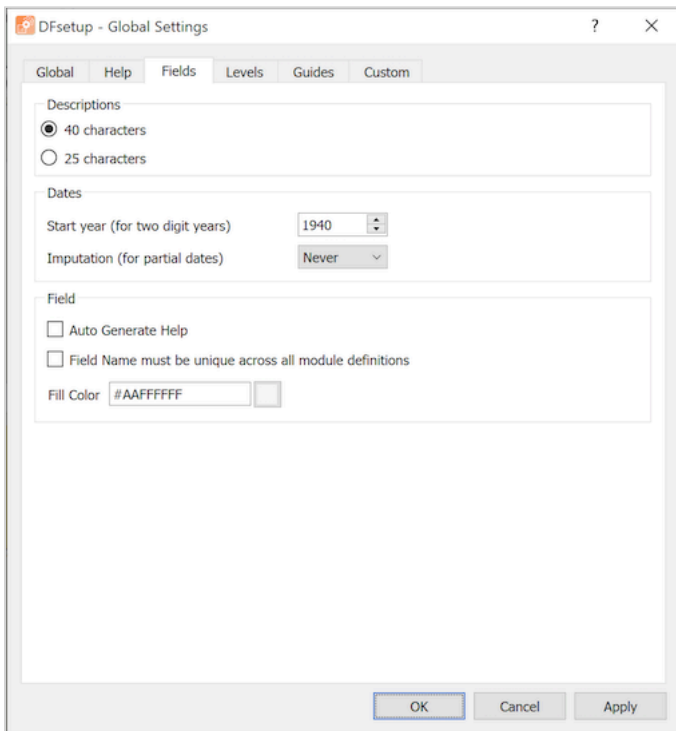 DFsetup - Global Settings ? ×
Global Help Fields Levels Guides Custom
Descriptions
40 characters
25 characters
Dates
Start year (for two digit years) 1940
Imputation (for partial dates) Never
Field
Auto Generate Help
Field Name must be unique across all module definitions
Fill Color #AAFFFFFF
OK Cancel Apply